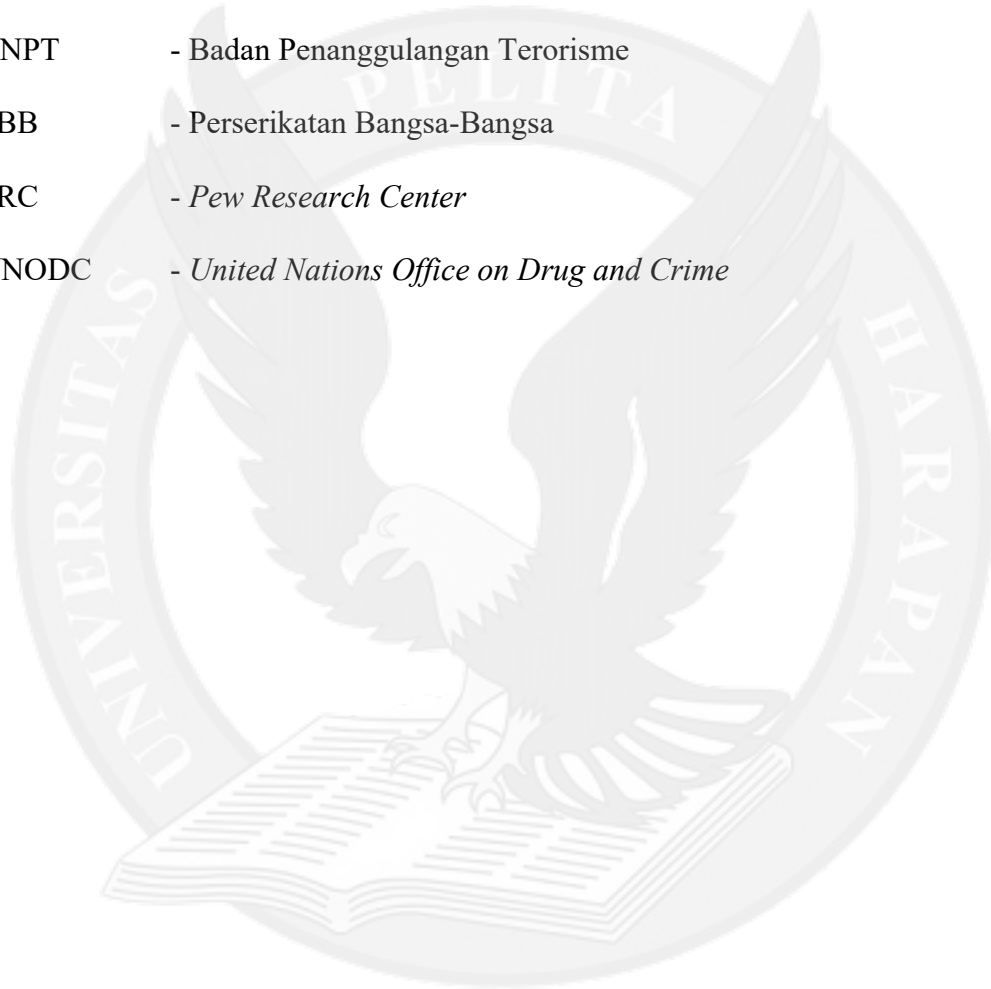 NPT - Badan Penanggulangan Terorisme
BB - Perserikatan Bangsa-Bangsa
RC - Pew Research Center
NODC - United Nations Office on Drug and Crime
UNIVERSITAS PELITA HARAPAN